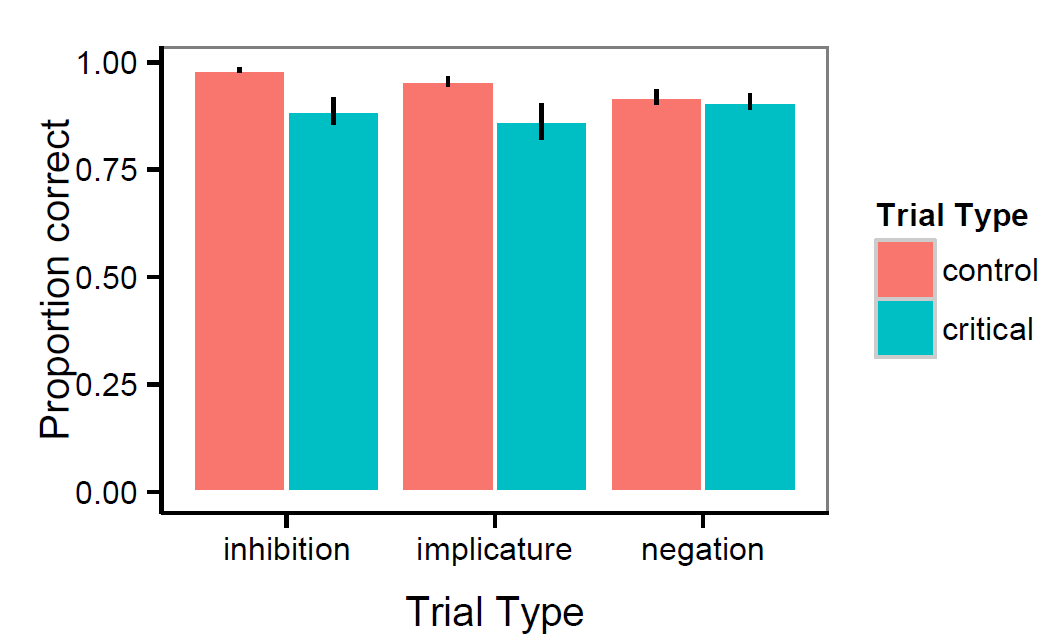 Proportion correct
1.00
0.75
0.50
0.25
0.00
inhibition implicature negation
Trial Type
Trial Type
control
critical